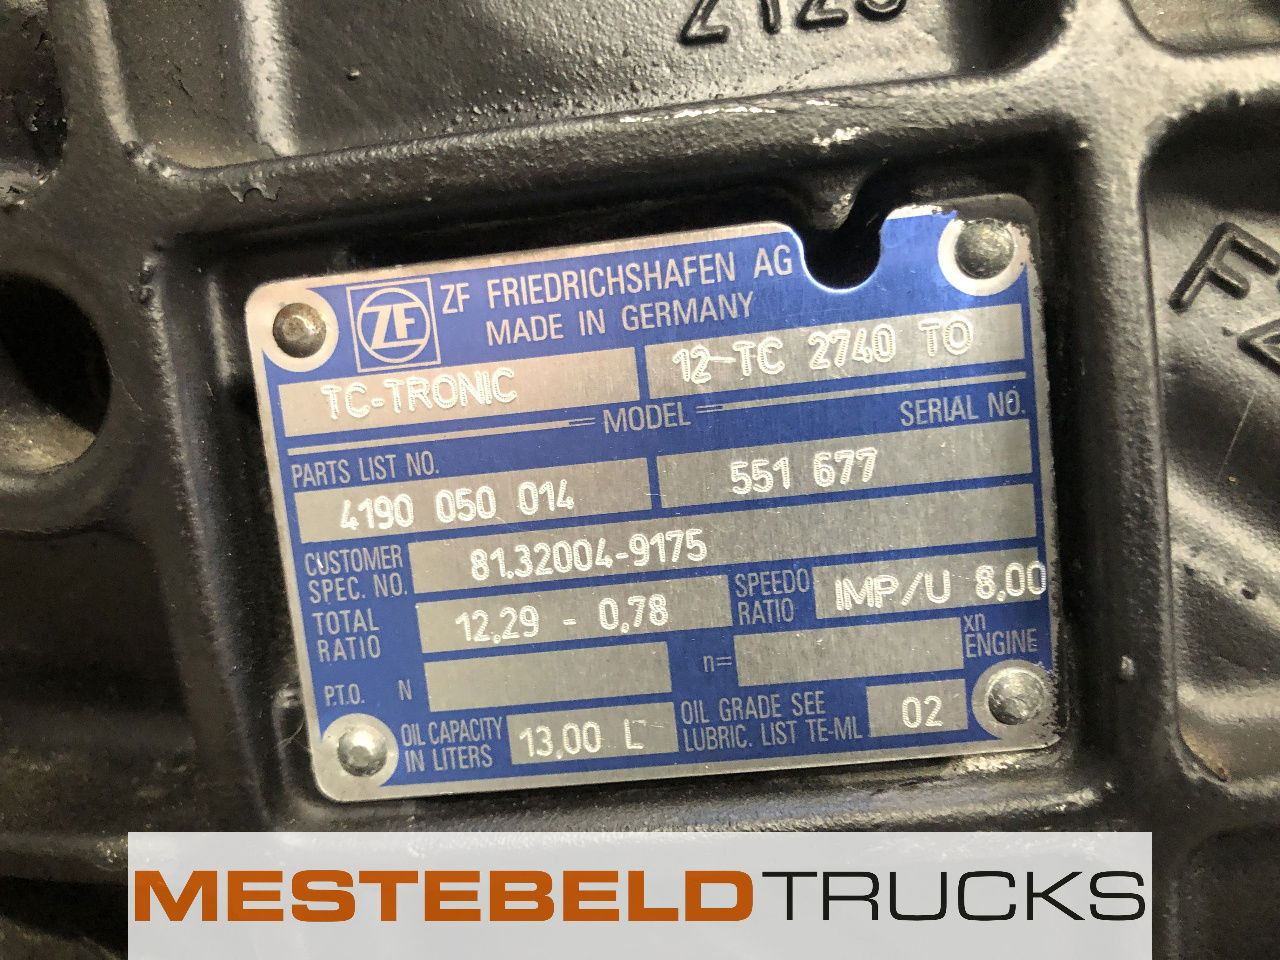 2123
ZF
ZF FRIEDRICHSHAFEN AG
MADE IN GERMANY
TC-TRONIC 12-TC 2740 TO
MODEL
PARTS LIST NO. SERIAL NO.
4190 050 014 551 677
CUSTOMER SPEC. NO. 81.32004-9175
TOTAL RATIO 12,29 - 0,78 SPEEDO RATIO IMP/U 8,00
P.T.O. N n= xn ENGINE
OIL CAPACITY IN LITERS 13,00 L OIL GRADE SEE LUBRIC. LIST TE-ML 02
MESTEBELDTRUCKS